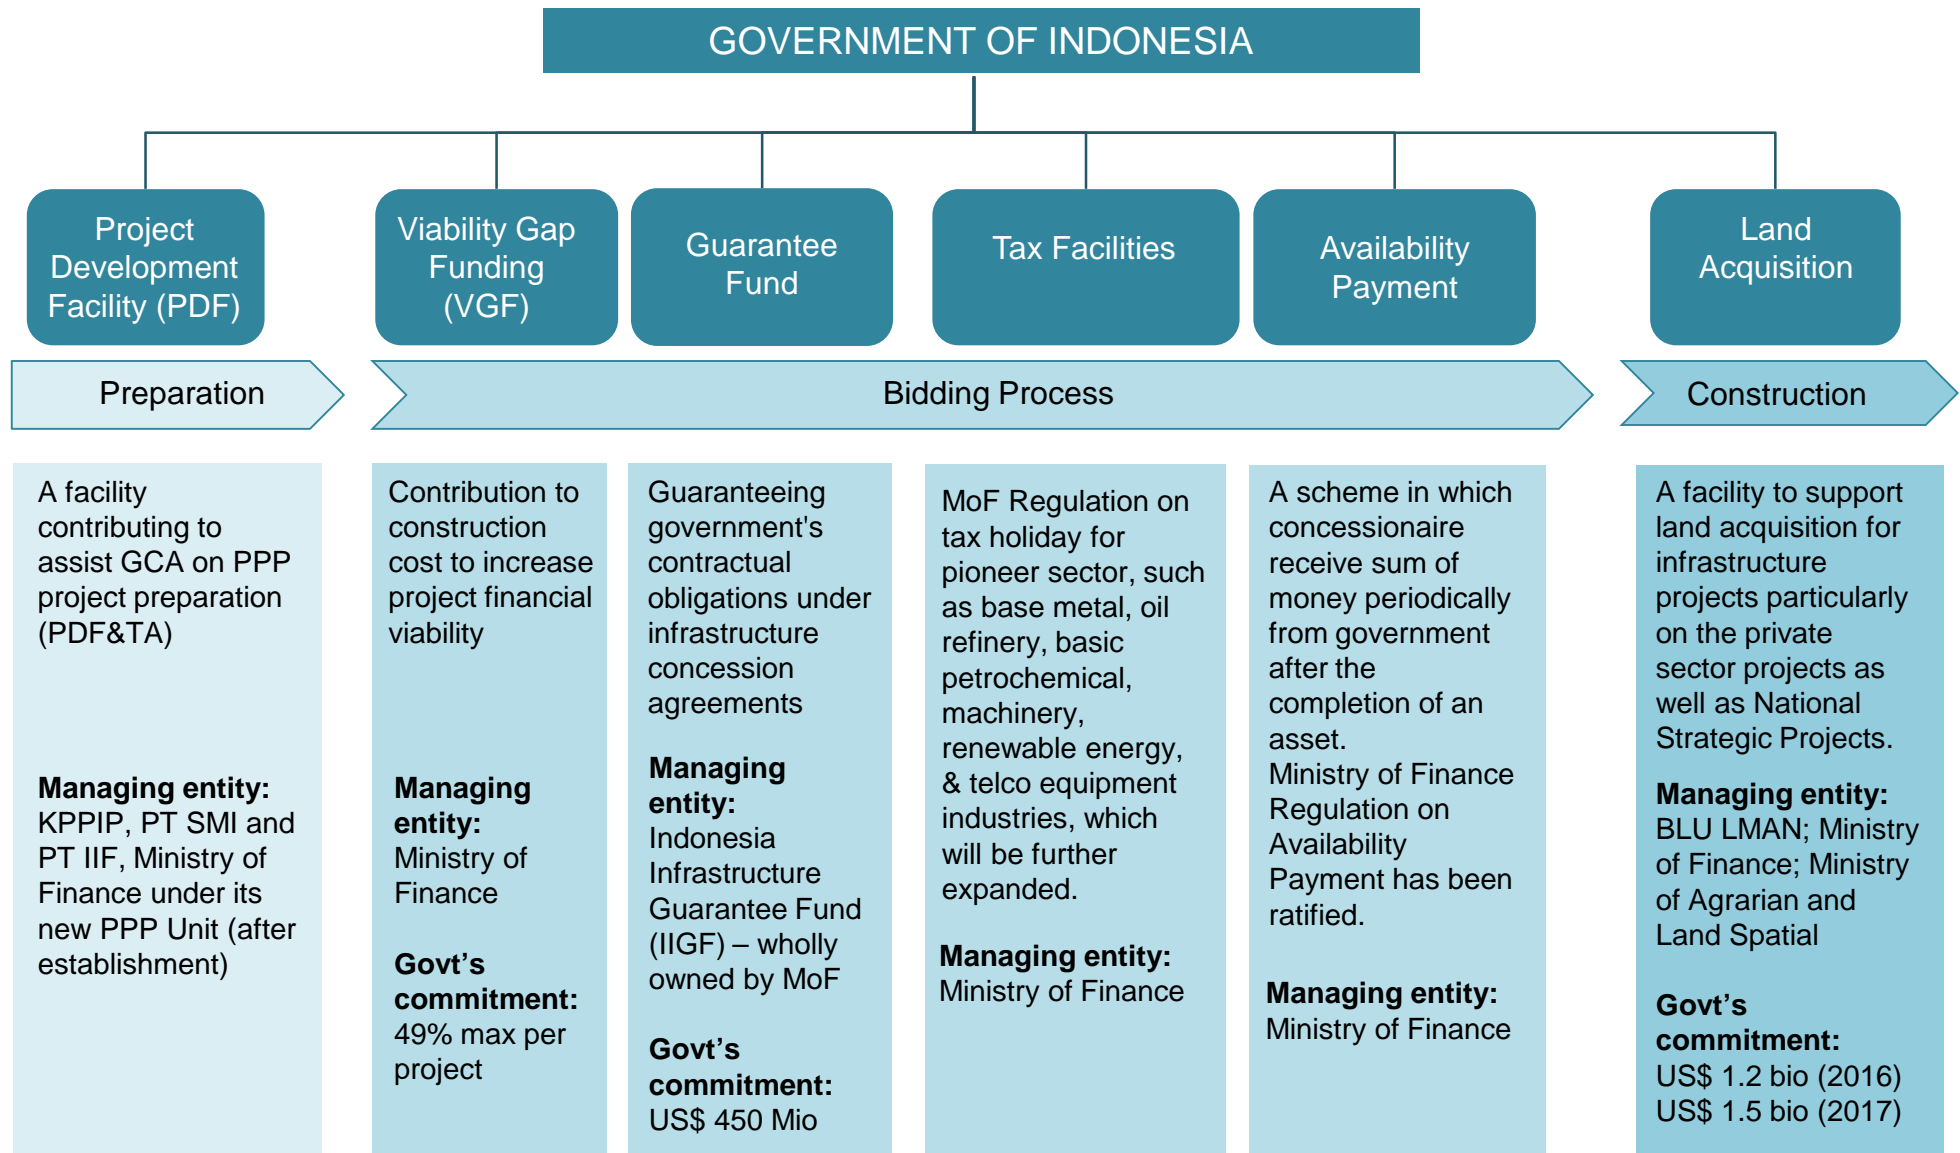 GOVERNMENT OF INDONESIA
Project
Development
Facility (PDF)
Viability Gap
Funding
(VGF)
Guarantee
Fund
Tax Facilities
Availability
Payment
Land
Acquisition
Preparation
Bidding Process
Construction
A facility
contributing to
assist GCA on PPP
project preparation
(PDF&TA)
Managing entity:
KPPIP, PT SMI and
PT IIF, Ministry of
Finance under its
new PPP Unit (after
establishment)
Contribution to
construction
cost to increase
project financial
viability
Managing
entity:
Ministry of
Finance
Govt’s
commitment:
49% max per
project
Guaranteeing
government's
contractual
obligations under
infrastructure
concession
agreements
Managing
entity:
Indonesia
Infrastructure
Guarantee Fund
(IIGF) – wholly
owned by MoF
Govt’s
commitment:
US$ 450 Mio
MoF Regulation on
tax holiday for
pioneer sector, such
as base metal, oil
refinery, basic
petrochemical,
machinery,
renewable energy,
& telco equipment
industries, which
will be further
expanded.
Managing entity:
Ministry of Finance
A scheme in which
concessionaire
receive sum of
money periodically
from government
after the
completion of an
asset.
Ministry of Finance
Regulation on
Availability
Payment has been
ratified.
Managing entity:
Ministry of Finance
A facility to support
land acquisition for
infrastructure
projects particularly
on the private
sector projects as
well as National
Strategic Projects.
Managing entity:
BLU LMAN; Ministry
of Finance; Ministry
of Agrarian and
Land Spatial
Govt’s
commitment:
US$ 1.2 bio (2016)
US$ 1.5 bio (2017)